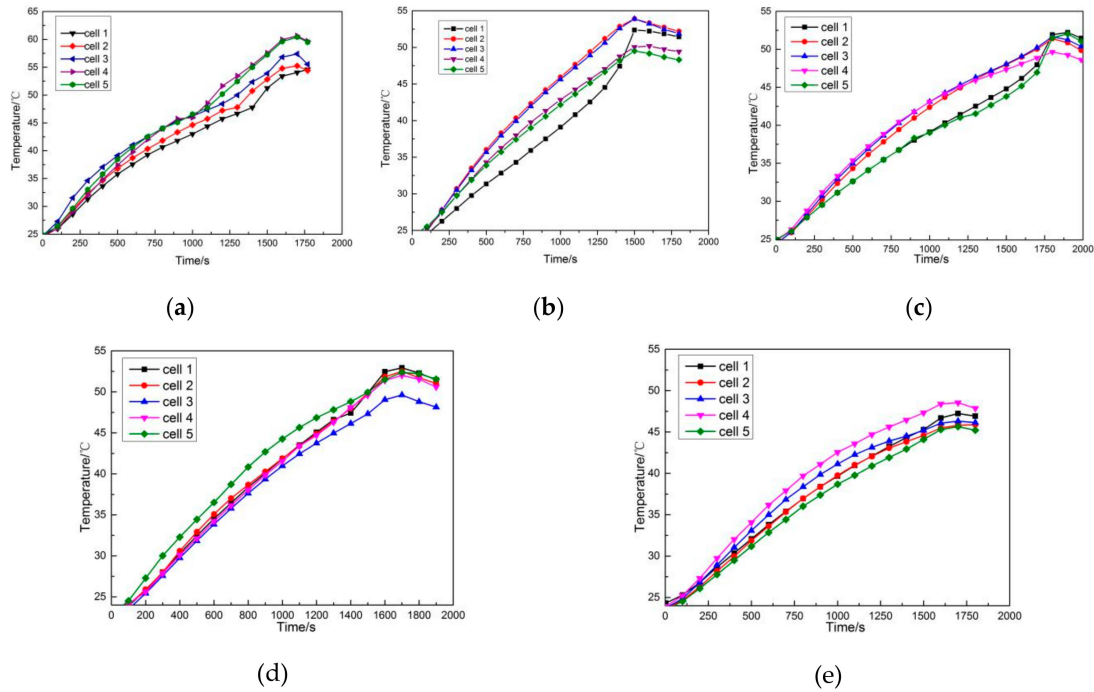 65
60
55
50
45
40
35
30
25
Temperature/℃
cell 1
cell 2
cell 3
cell 4
cell 5
0 250 500 750 1000 1250 1500 1750 2000
Time/s
(a)
55
50
45
40
35
30
25
Temperature/℃
cell 1
cell 2
cell 3
cell 4
cell 5
0 250 500 750 1000 1250 1500 1750 2000
Time/s
(b)
55
50
45
40
35
30
25
Temperature/℃
cell 1
cell 2
cell 3
cell 4
cell 5
0 250 500 750 1000 1250 1500 1750 2000
Time/s
(c)
55
50
45
40
35
30
25
Temperature/℃
cell 1
cell 2
cell 3
cell 4
cell 5
0 200 400 600 800 1000 1200 1400 1600 1800 2000
Time/s
(d)
55
50
45
40
35
30
25
Temperature/℃
cell 1
cell 2
cell 3
cell 4
cell 5
0 250 500 750 1000 1250 1500 1750 2000
Time/s
(e)